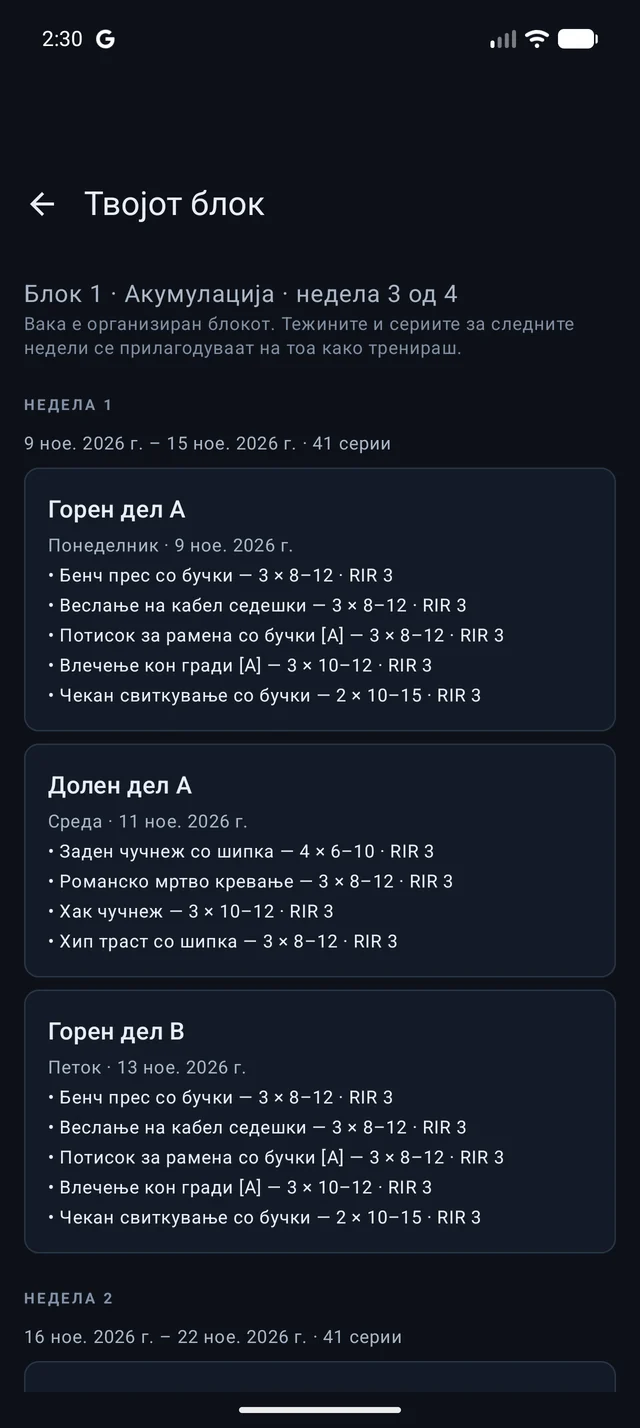 2:30 G
Твојот блок
Блок 1 · Акумулација · недела 3 од 4
Вака е организиран блокот. Тежините и сериите за следните
недели се прилагодуваат на тоа како тренираш.
НЕДЕЛА 1
9 ное. 2026 г. – 15 ное. 2026 г. · 41 серии
Горен дел A
Понеделник · 9 ное. 2026 г.
• Бенч прес со бучки — 3 × 8–12 · RIR 3
• Веслање на кабел седешки — 3 × 8–12 · RIR 3
• Потисок за рамена со бучки [A] — 3 × 8–12 · RIR 3
• Влечење кон гради [A] — 3 × 10–12 · RIR 3
• Чекан свиткување со бучки — 2 × 10–15 · RIR 3
Долен дел A
Среда · 11 ное. 2026 г.
• Заден чучнеж со шипка — 4 × 6–10 · RIR 3
• Романско мртво кревање — 3 × 8–12 · RIR 3
• Хак чучнеж — 3 × 10–12 · RIR 3
• Хип траст со шипка — 3 × 8–12 · RIR 3
Горен дел B
Петок · 13 ное. 2026 г.
• Бенч прес со бучки — 3 × 8–12 · RIR 3
• Веслање на кабел седешки — 3 × 8–12 · RIR 3
• Потисок за рамена со бучки [A] — 3 × 8–12 · RIR 3
• Влечење кон гради [A] — 3 × 10–12 · RIR 3
• Чекан свиткување со бучки — 2 × 10–15 · RIR 3
НЕДЕЛА 2
16 ное. 2026 г. – 22 ное. 2026 г. · 41 серии